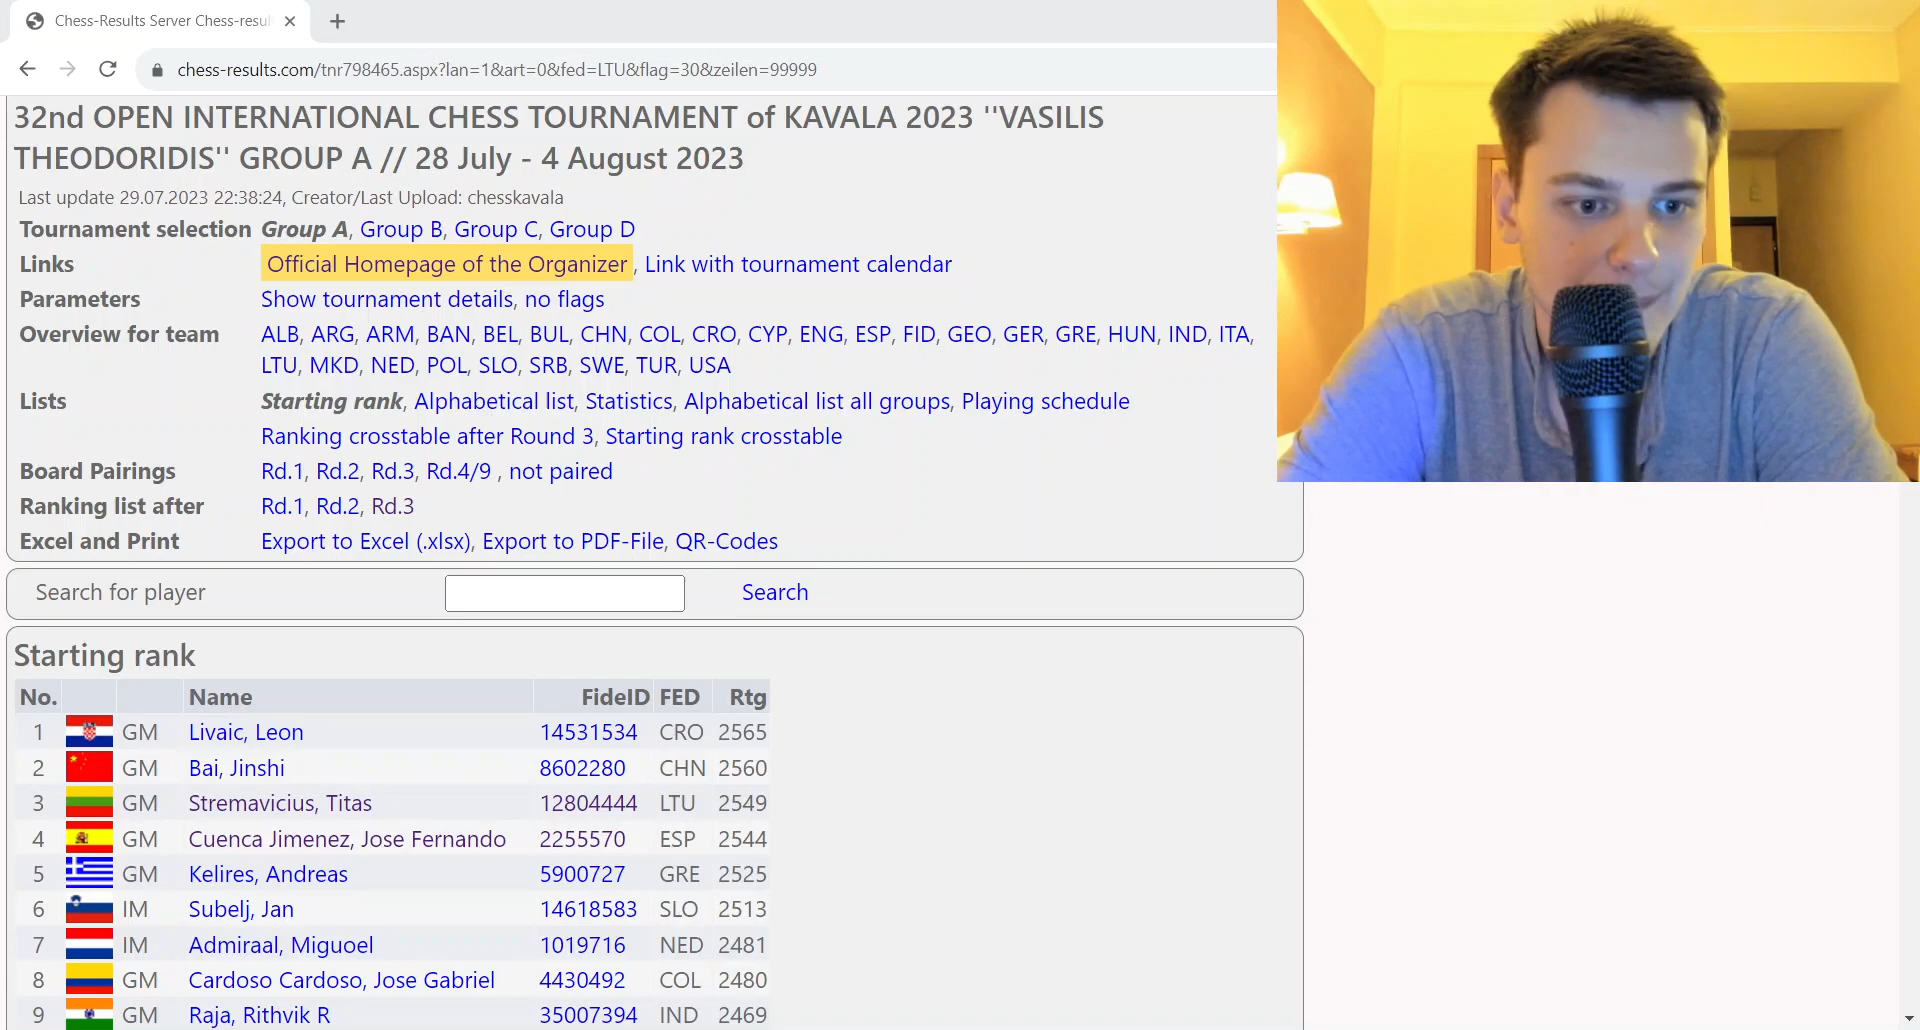 Chess-Results Server Chess-resul
chess-results.com/tnr798465.aspx?lan=1&art=0&fed=LTU&flag=30&zeilen=99999
32nd OPEN INTERNATIONAL CHESS TOURNAMENT of KAVALA 2023 ''VASILIS
THEODORIDIS'' GROUP A // 28 July - 4 August 2023
Last update 29.07.2023 22:38:24, Creator/Last Upload: chesskavala
Tournament selection Group A, Group B, Group C, Group D
Links Official Homepage of the Organizer, Link with tournament calendar
Parameters Show tournament details, no flags
Overview for team ALB, ARG, ARM, BAN, BEL, BUL, CHN, COL, CRO, CYP, ENG, ESP, FID, GEO, GER, GRE, HUN, IND, ITA,
LTU, MKD, NED, POL, SLO, SRB, SWE, TUR, USA
Lists Starting rank, Alphabetical list, Statistics, Alphabetical list all groups, Playing schedule
Ranking crosstable after Round 3, Starting rank crosstable
Board Pairings Rd.1, Rd.2, Rd.3, Rd.4/9 , not paired
Ranking list after Rd.1, Rd.2, Rd.3
Excel and Print Export to Excel (.xlsx), Export to PDF-File, QR-Codes
Search for player Search
Starting rank
No. Name FideID FED Rtg
1 GM Livaic, Leon 14531534 CRO 2565
2 GM Bai, Jinshi 8602280 CHN 2560
3 GM Stremavicius, Titas 12804444 LTU 2549
4 GM Cuenca Jimenez, Jose Fernando 2255570 ESP 2544
5 GM Kelires, Andreas 5900727 GRE 2525
6 IM Subelj, Jan 14618583 SLO 2513
7 IM Admiraal, Miguoel 1019716 NED 2481
8 GM Cardoso Cardoso, Jose Gabriel 4430492 COL 2480
9 GM Raja, Rithvik R 35007394 IND 2469